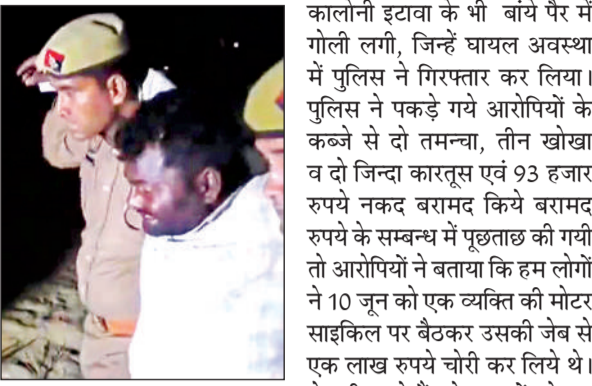 कालोनी इटावा के भी बांये पैर में
गोली लगी, जिन्हें घायल अवस्था
में पुलिस ने गिरफ्तार कर लिया।
पुलिस ने पकड़े गये आरोपियों के
कब्जे से दो तमन्चा, तीन खोखा
व दो जिन्दा कारतूस एवं 93 हजार
रुपये नकद बरामद किये बरामद
रुपये के सम्बन्ध में पूछताछ की गयी
तो आरोपियों ने बताया कि हम लोगों
ने 10 जून को एक व्यक्ति की मोटर
साइकिल पर बैठकर उसकी जेब से
एक लाख रुपये चोरी कर लिये थे।